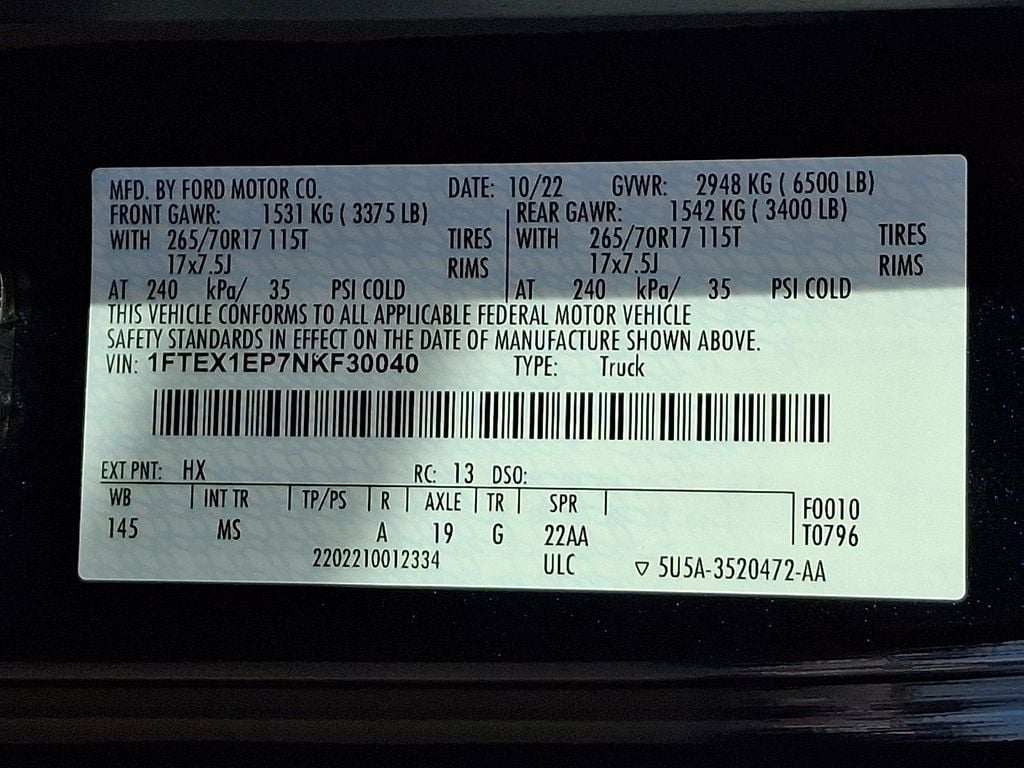 MFD. BY FORD MOTOR CO. DATE: 10/22 GVWR: 2948 KG ( 6500 LB)
FRONT GAWR: 1531 KG ( 3375 LB) REAR GAWR: 1542 KG ( 3400 LB)
WITH 265/70R17 115T TIRES WITH 265/70R17 115T TIRES
17x7.5J RIMS 17x7.5J RIMS
AT 240 kPa/ 35 PSI COLD AT 240 kPa/ 35 PSI COLD
THIS VEHICLE CONFORMS TO ALL APPLICABLE FEDERAL MOTOR VEHICLE
SAFETY STANDARDS IN EFFECT ON THE DATE OF MANUFACTURE SHOWN ABOVE.
VIN: 1FTEX1EP7NKF30040 TYPE: Truck
EXT PNT: HX RC: 13 DSO:
WB INT TR TP/PS R AXLE TR SPR F0010
145 MS A 19 G 22AA T0796
2202210012334 ULC ▽ 5U5A-3520472-AA